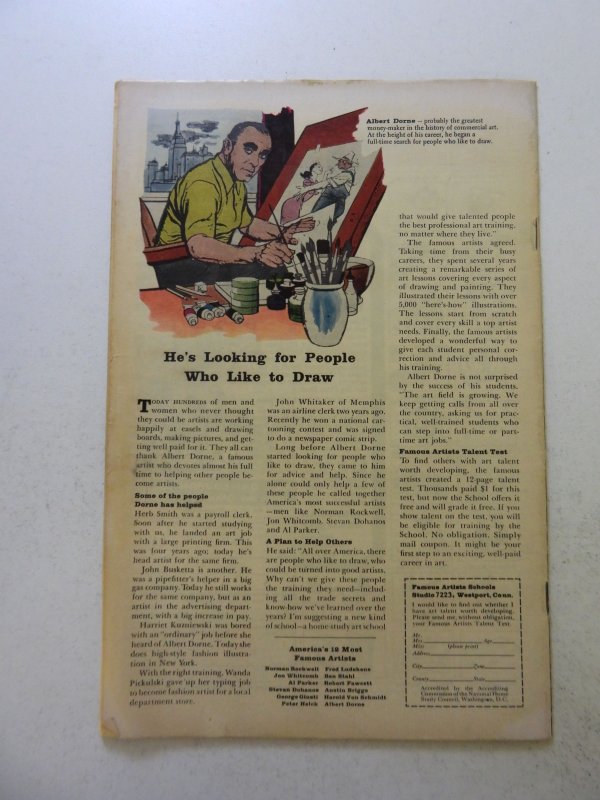 Albert Dorne — probably the greatest
money-maker in the history of commercial art.
At the height of his career, he began a
full-time search for people who like to draw.
He's Looking for People
Who Like to Draw
TODAY HUNDREDS of men and
women who never thought
they could be artists are working
happily at easels and drawing
boards, making pictures, and get-
ting well paid for it. They all can
thank Albert Dorne, a famous
artist who devotes almost his full
time to helping other people be-
come artists.
Some of the people
Dorne has helped
Herb Smith was a payroll clerk.
Soon after he started studying
with us, he landed an art job
with a large printing firm. This
was four years ago; today he's
head artist for the same firm.
John Busketta is another. He
was a pipefitter's helper in a big
gas company. Today he still works
for the same company, but as an
artist in the advertising depart-
ment, with a big increase in pay.
Harriet Kuzniewski was bored
with an "ordinary" job before she
heard of Albert Dorne. Today she
does high-style fashion illustra-
tion in New York.
With the right training, Wanda
Pickulski gave up her typing job
to become fashion artist for a local
department store.
John Whitaker of Memphis
was an airline clerk two years ago.
Recently he won a national car-
tooning contest and was signed
to do a newspaper comic strip.
Long before Albert Dorne
started looking for people who
like to draw, they came to him
for advice and help. Since he
alone could only help a few of
these people he called together
America's most successful artists
—men like Norman Rockwell,
Jon Whitcomb, Stevan Dohanos
and Al Parker.
A Plan to Help Others
He said: "All over America, there
are people who like to draw, who
could be turned into good artists.
Why can't we give these people
the training they need—includ-
ing all the trade secrets and
know-how we've learned over the
years? I'm suggesting a new kind
of school—a home study art school
America's 12 Most
Famous Artists
Norman Rockwell Fred Ludekens
Jon Whitcomb Ben Stahl
Al Parker Robert Fawcett
Stevan Dohanos Austin Briggs
George Giusti Harold Von Schmidt
Peter Helck Albert Dorne
that would give talented people
the best professional art training,
no matter where they live."
The famous artists agreed.
Taking time from their busy
careers, they spent several years
creating a remarkable series of
art lessons covering every aspect
of drawing and painting. They
illustrated their lessons with over
5,000 "here's-how" illustrations.
The lessons start from scratch
and cover every skill a top artist
needs. Finally, the famous artists
developed a wonderful way to
give each student personal cor-
rection and advice all through
his training.
Albert Dorne is not surprised
by the success of his students.
"The art field is growing. We
keep getting calls from all over
the country, asking us for prac-
tical, well-trained students who
can step into full-time or part-
time art jobs."
Famous Artists Talent Test
To find others with art talent
worth developing, the famous
artists created a 12-page talent
test. Thousands paid $1 for this
test, but now the School offers it
free and will grade it free. If you
show talent on the test, you will
be eligible for training by the
School. No obligation. Simply
mail coupon. It might be your
first step to an exciting, well-paid
career in art.
Famous Artists Schools
Studio 7223, Westport, Conn.
I would like to find out whether I
have art talent worth developing.
Please send me, without obligation,
your Famous Artists Talent Test.
Mr.
Mrs. Age
Miss (please print)
Address
City Zone
County State
Accredited by the Accrediting
Commission of the National Home
Study Council, Washington, D.C.